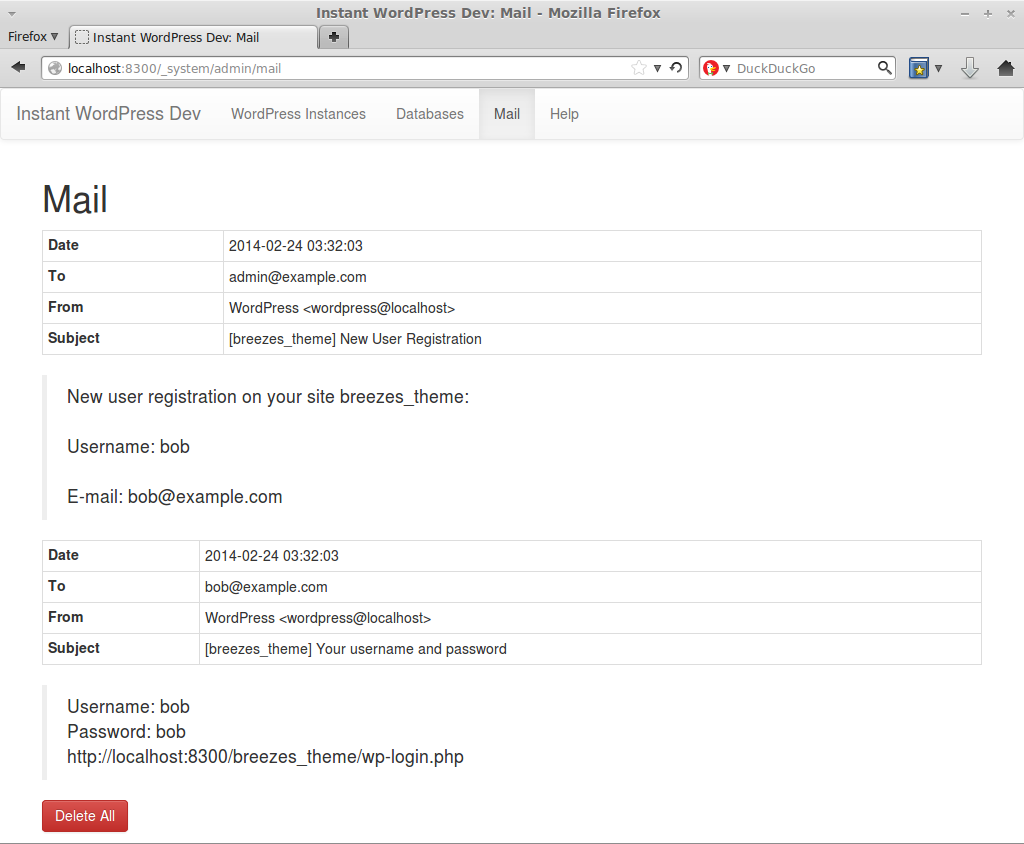 Instant WordPress Dev: Mail - Mozilla Firefox
Firefox
Instant WordPress Dev: Mail
localhost:8300/_system/admin/mail
DuckDuckGo
Instant WordPress Dev WordPress Instances Databases Mail Help
Mail
Date 2014-02-24 03:32:03
To admin@example.com
From WordPress <wordpress@localhost>
Subject [breezes_theme] New User Registration
New user registration on your site breezes_theme:
Username: bob
E-mail: bob@example.com
Date 2014-02-24 03:32:03
To bob@example.com
From WordPress <wordpress@localhost>
Subject [breezes_theme] Your username and password
Username: bob
Password: bob
http://localhost:8300/breezes_theme/wp-login.php
Delete All